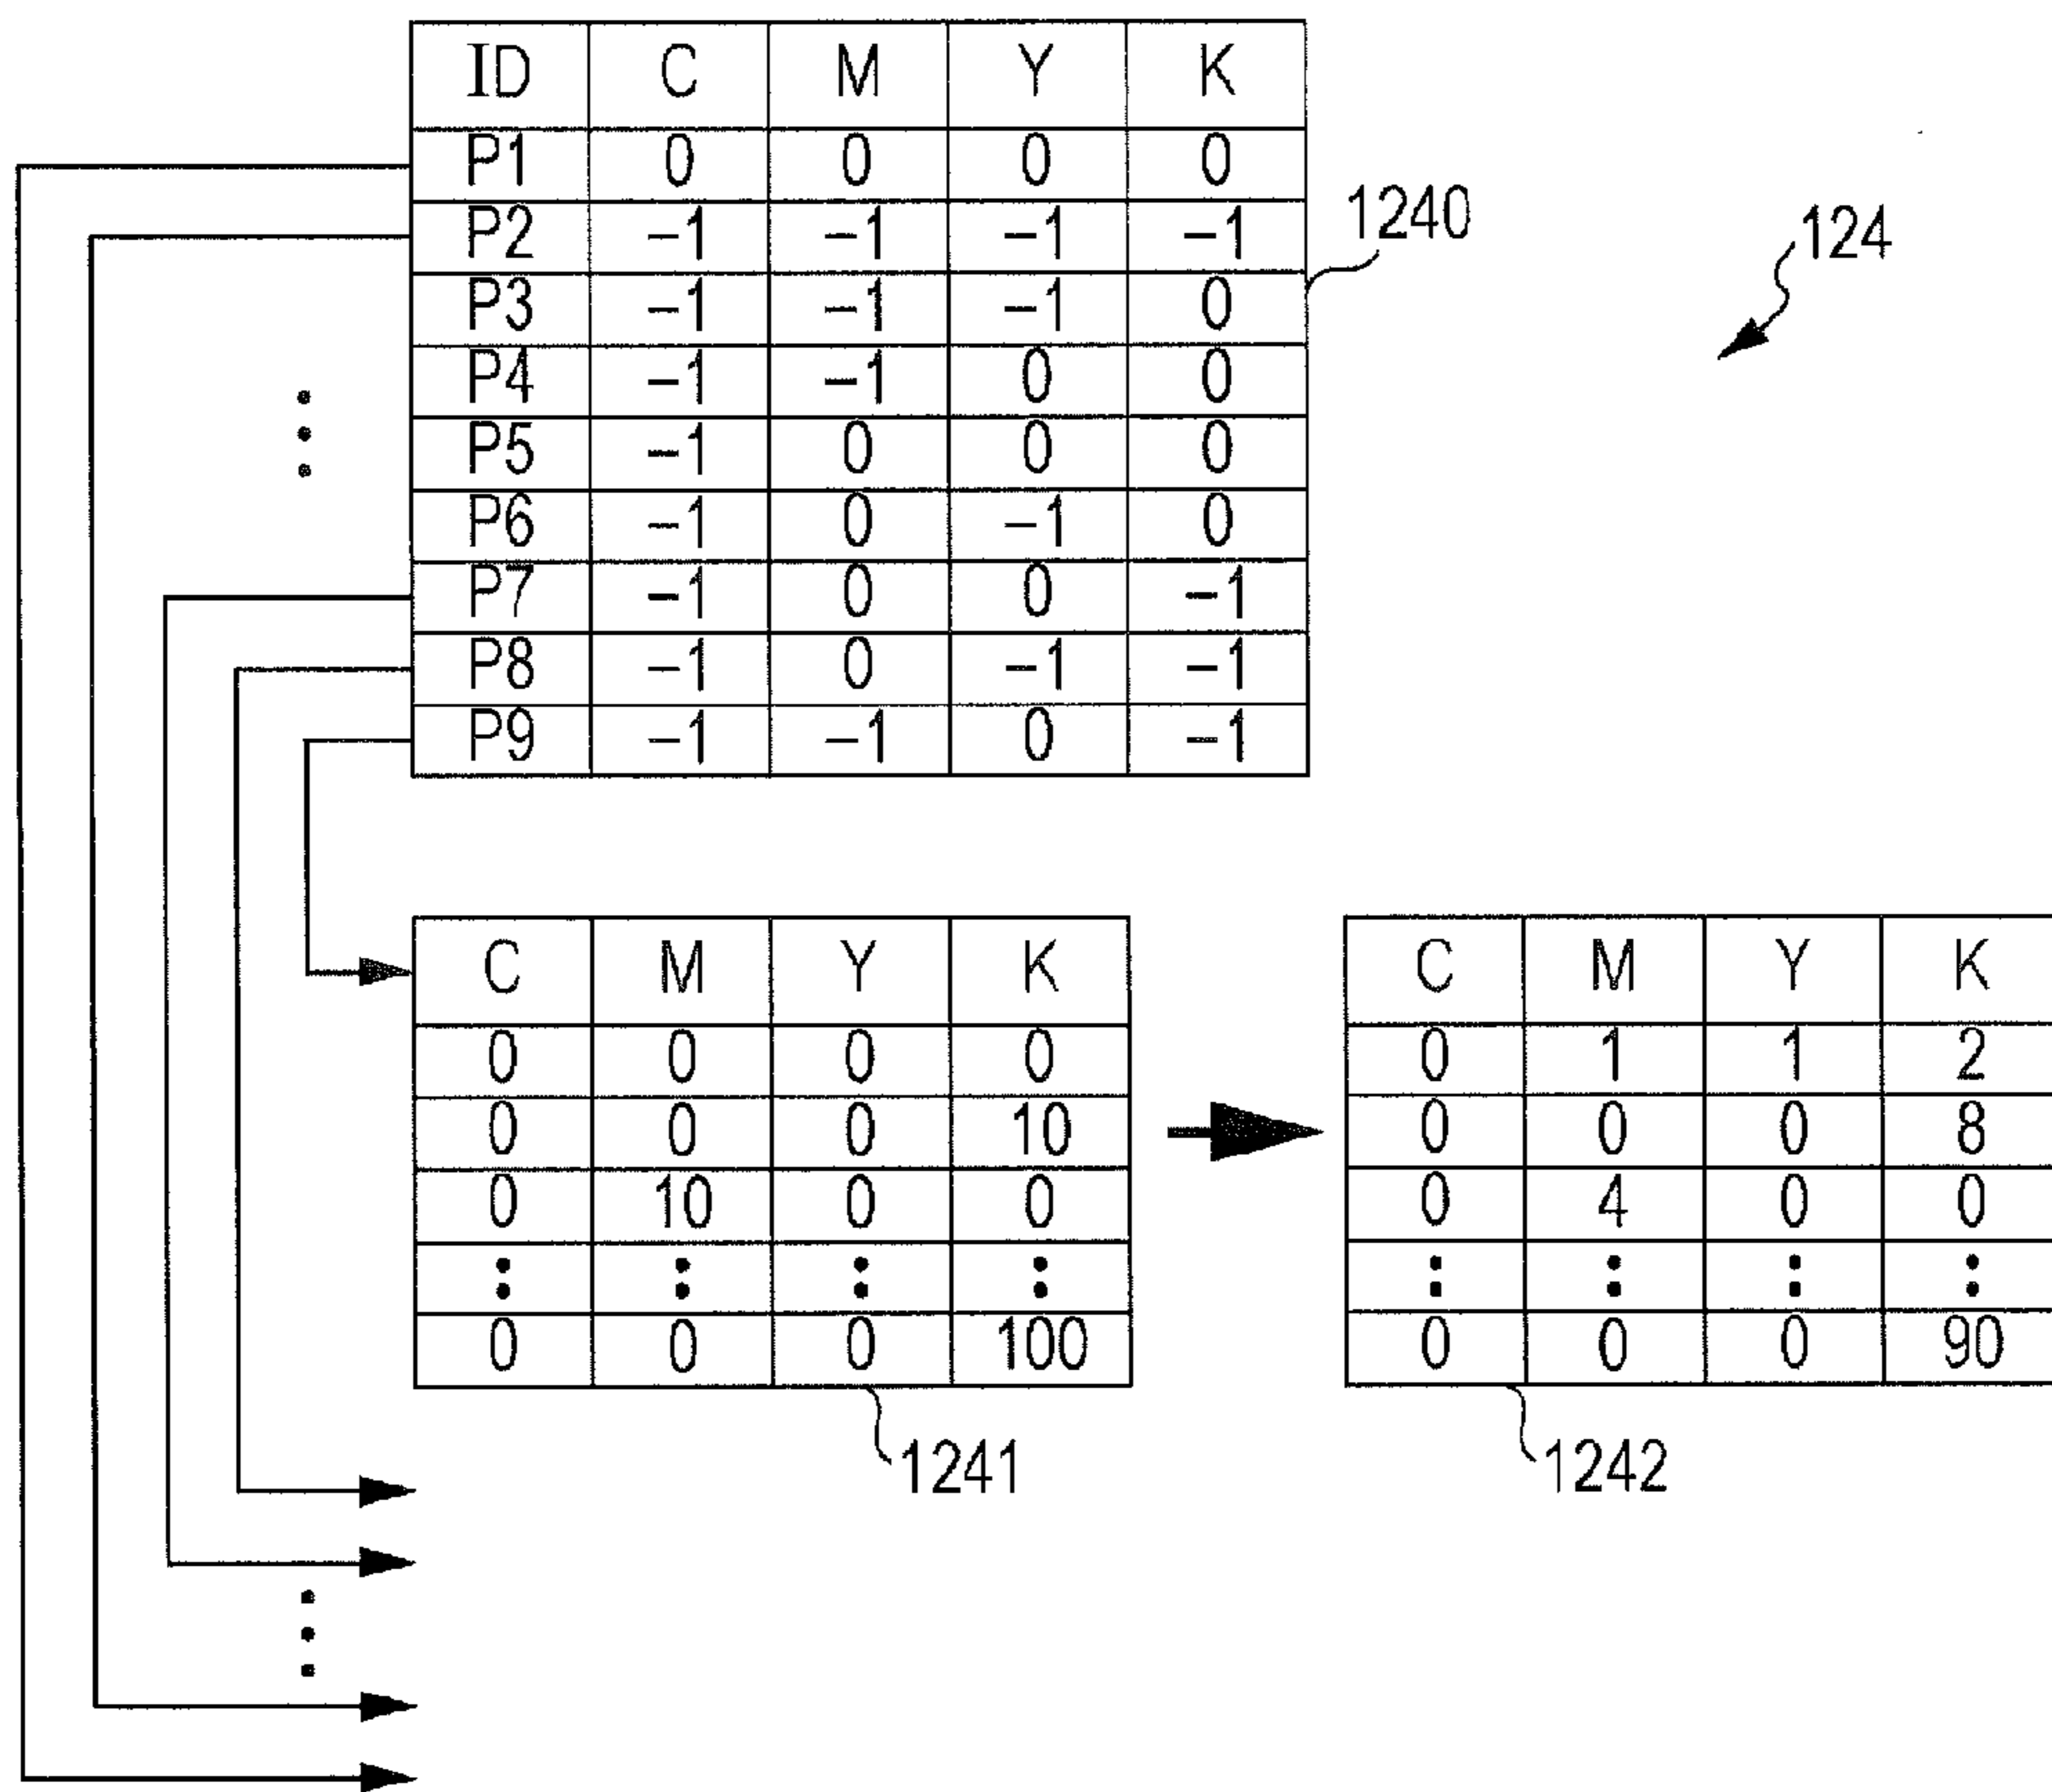 ID C M Y K
P1 0 0 0 0
P2 -1 -1 -1 -1
P3 -1 -1 -1 0
P4 -1 -1 0 0
P5 -1 0 0 0
P6 -1 0 -1 0
P7 -1 0 0 -1
P8 -1 0 -1 -1
P9 -1 -1 0 -1
1240
124
C M Y K
0 0 0 0
0 0 0 10
0 10 0 0
: : : :
0 0 0 100
1241
C M Y K
0 1 1 2
0 0 0 8
0 4 0 0
: : : :
0 0 0 90
1242